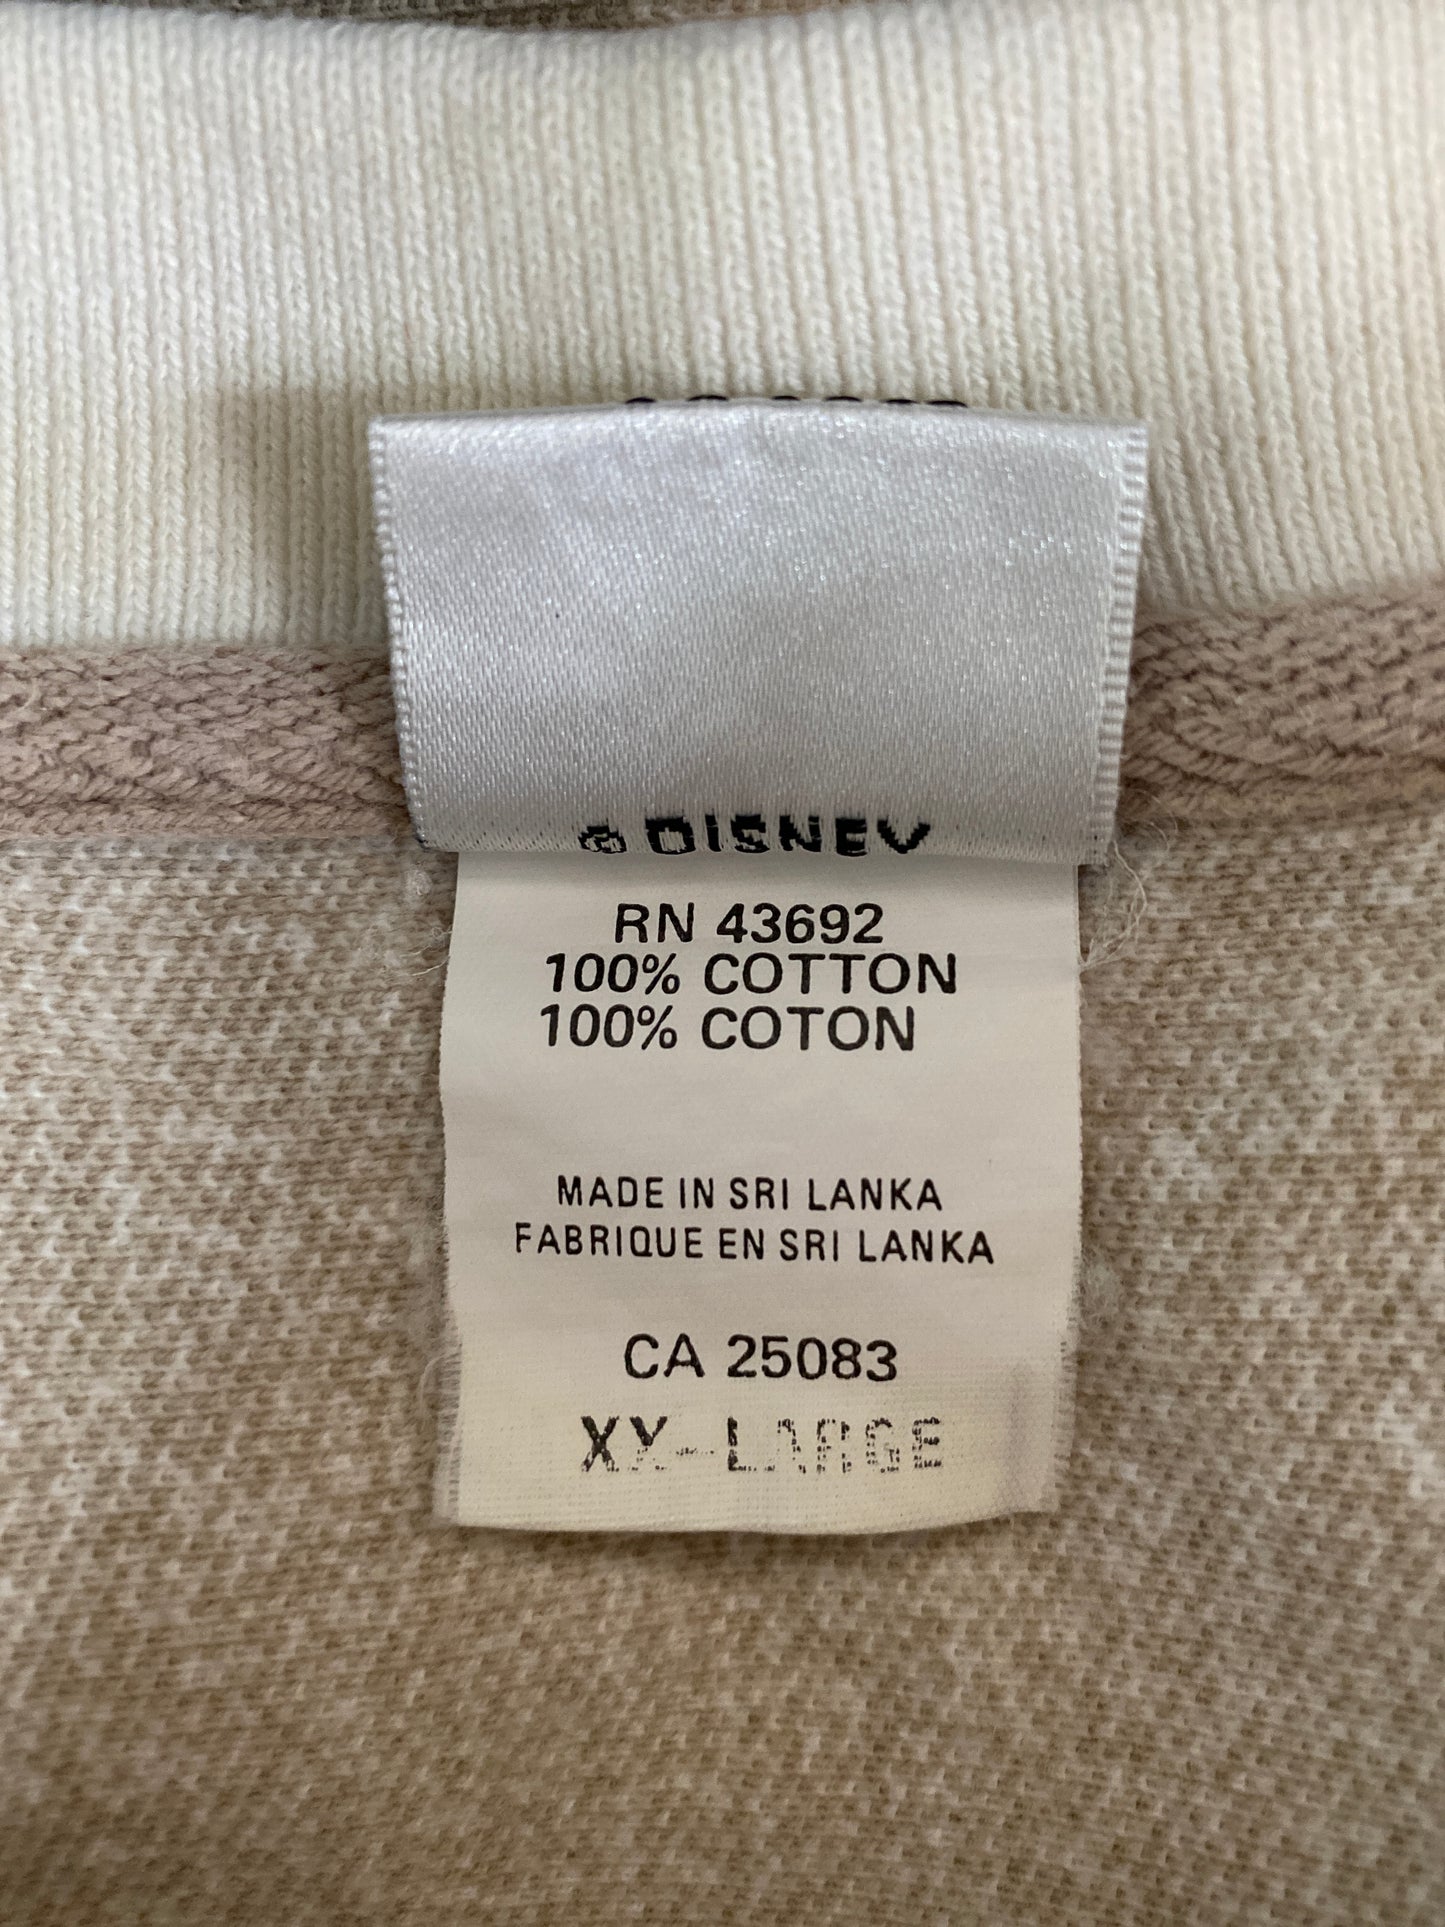 © DISNEY
RN 43692
100% COTTON
100% COTON
MADE IN SRI LANKA
FABRIQUE EN SRI LANKA
CA 25083
XX-LARGE